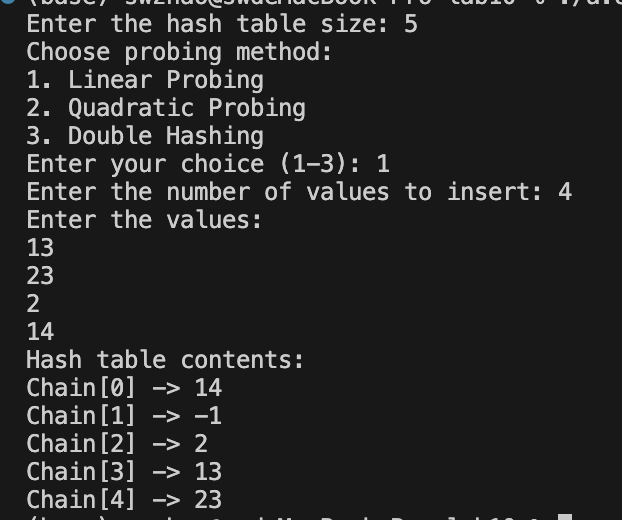 Enter the hash table size: 5
Choose probing method:
1. Linear Probing
2. Quadratic Probing
3. Double Hashing
Enter your choice (1-3): 1
Enter the number of values to insert: 4
Enter the values:
13
23
2
14
Hash table contents:
Chain[0] -> 14
Chain[1] -> -1
Chain[2] -> 2
Chain[3] -> 13
Chain[4] -> 23